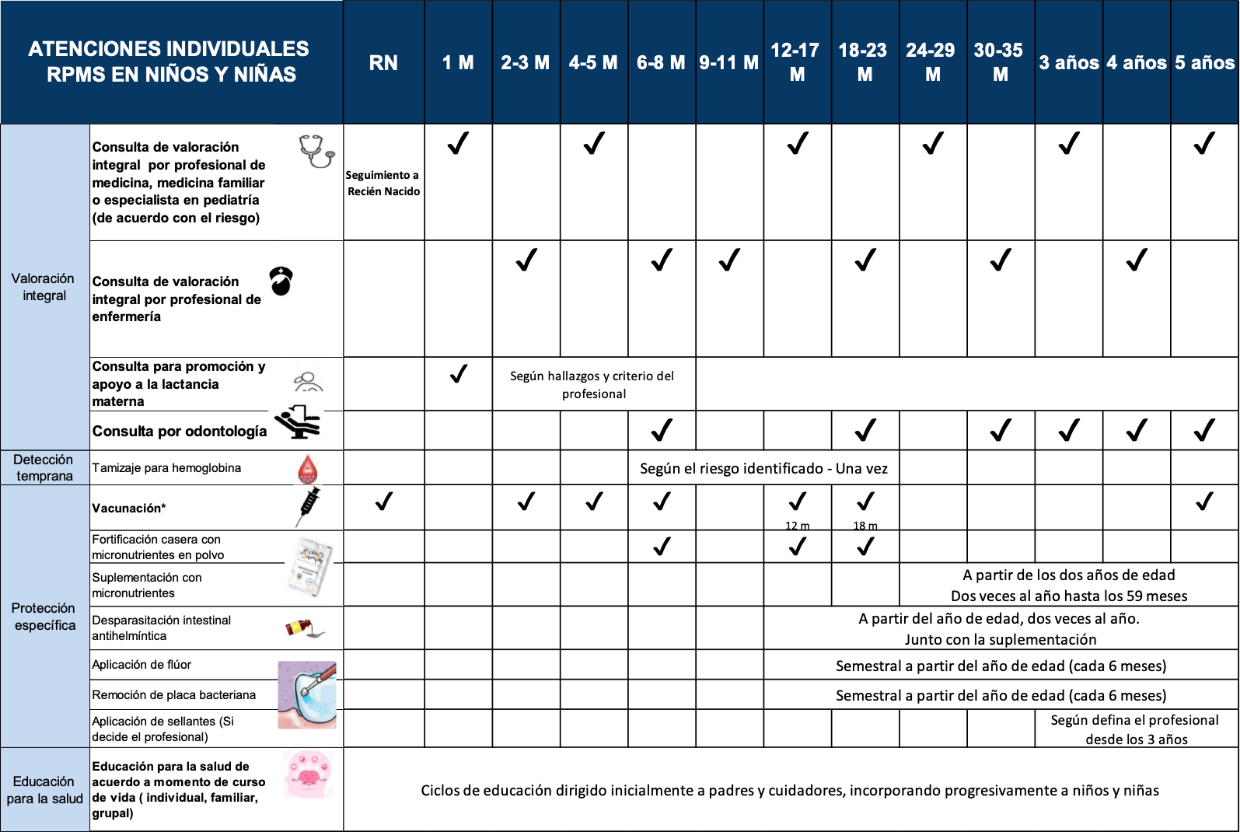 ATENCIONES INDIVIDUALES
RPMS EN NIÑOS Y NIÑAS
RN
1 M
2-3 M
4-5 M
6-8 M
9-11 M
12-17
M
18-23
M
24-29
M
30-35
M
3 años
4 años
5 años
Valoración
integral
Consulta de valoración
integral por profesional de
medicina, medicina familiar
o especialista en pediatría
(de acuerdo con el riesgo)
Seguimiento a
Recién Nacido
✔ ✔ ✔ ✔ ✔ ✔
Consulta de valoración
integral por profesional de
enfermería
✔ ✔ ✔ ✔ ✔ ✔
Consulta para promoción y
apoyo a la lactancia
materna
✔
Según hallazgos y criterio del
profesional
Consulta por odontología
✔ ✔ ✔ ✔ ✔ ✔
Detección
temprana
Tamizaje para hemoglobina
Según el riesgo identificado - Una vez
Protección
específica
Vacunación*
✔ ✔ ✔ ✔ ✔ ✔ ✔
12 m
18 m
Fortificación casera con
micronutrientes en polvo
✔ ✔ ✔
Suplementación con
micronutrientes
A partir de los dos años de edad
Dos veces al año hasta los 59 meses
Desparasitación intestinal
antihelmíntica
A partir del año de edad, dos veces al año.
Junto con la suplementación
Aplicación de flúor
Semestral a partir del año de edad (cada 6 meses)
Remoción de placa bacteriana
Semestral a partir del año de edad (cada 6 meses)
Aplicación de sellantes (Si
decide el profesional)
Según defina el profesional
desde los 3 años
Educación
para la salud
Educación para la salud de
acuerdo a momento de curso
de vida ( individual, familiar,
grupal)
Ciclos de educación dirigido inicialmente a padres y cuidadores, incorporando progresivamente a niños y niñas